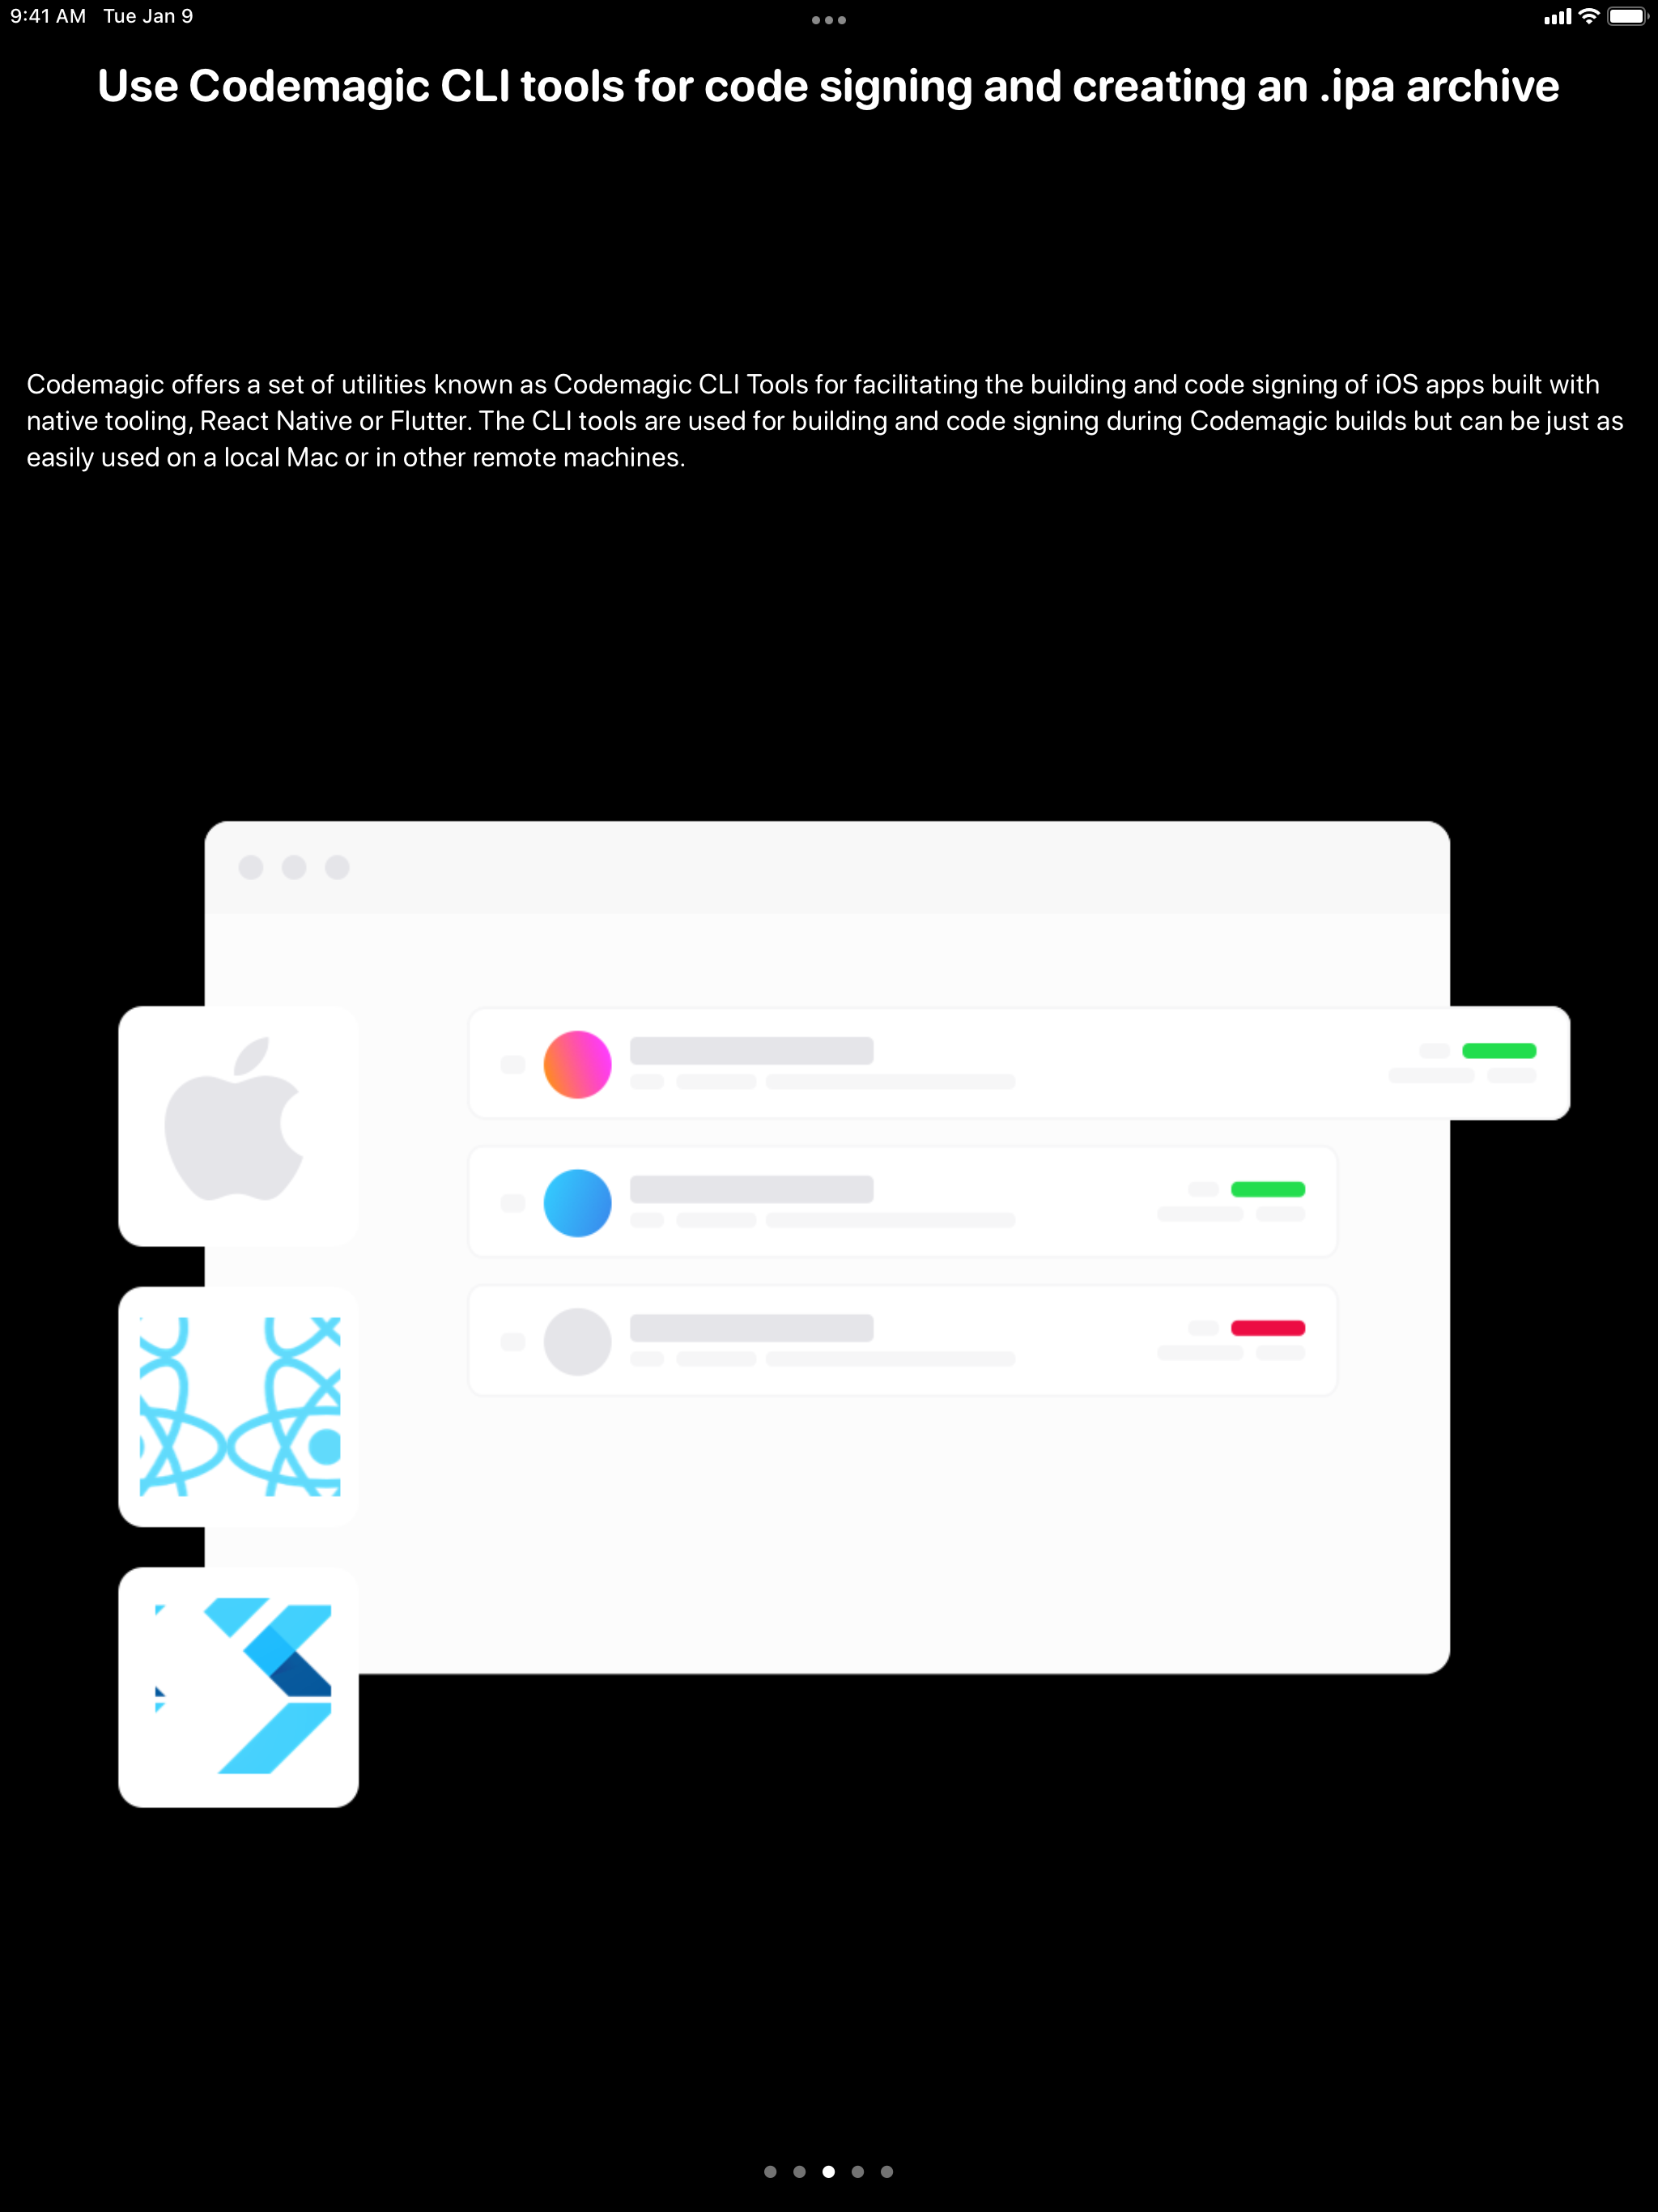 9:41 AM Tue Jan 9
Use Codemagic CLI tools for code signing and creating an .ipa archive
Codemagic offers a set of utilities known as Codemagic CLI Tools for facilitating the building and code signing of iOS apps built with
native tooling, React Native or Flutter. The CLI tools are used for building and code signing during Codemagic builds but can be just as
easily used on a local Mac or in other remote machines.